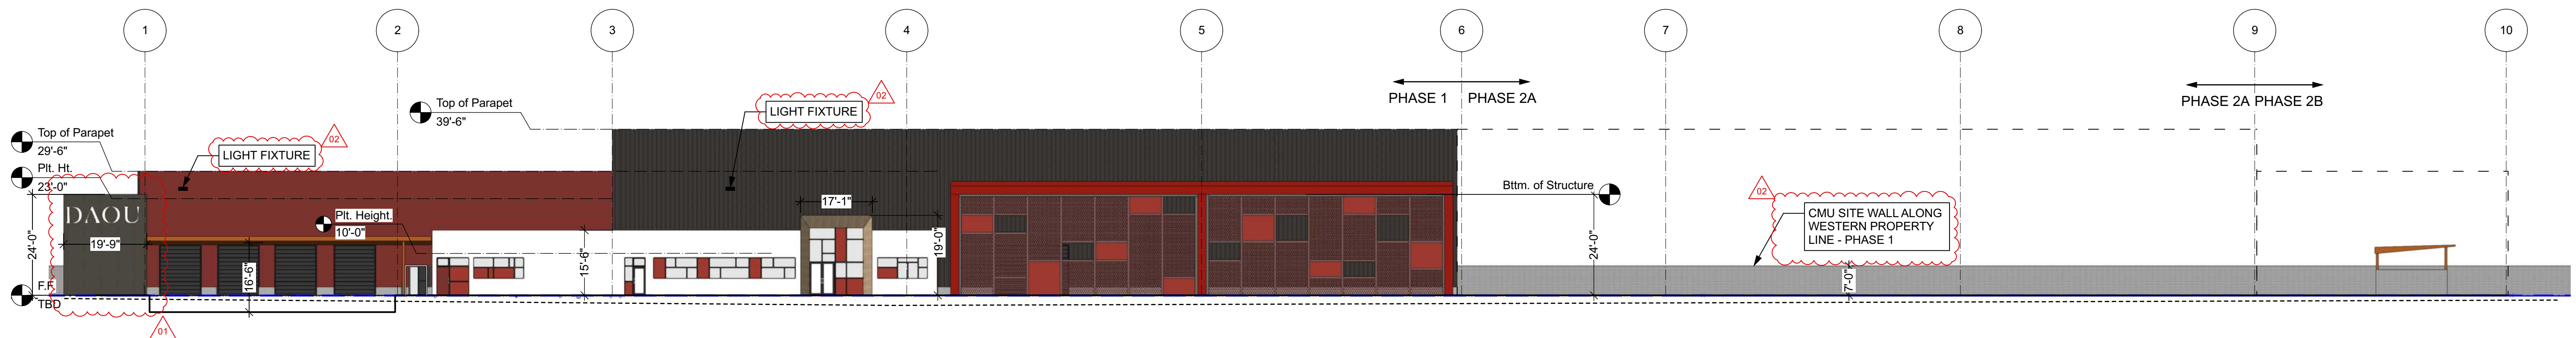 1
2
3
4
5
6
7
8
9
10
PHASE 1
PHASE 2A
PHASE 2A
PHASE 2B
Top of Parapet
39'-6"
LIGHT FIXTURE
02
Top of Parapet
29'-6"
LIGHT FIXTURE
02
Plt. Ht.
23'-0"
DAOU
19'-9"
24'-0"
F.F.
TBD
01
16'-6"
Plt. Height.
10'-0"
15'-6"
17'-1"
19'-0"
Bttm. of Structure
24'-0"
02
CMU SITE WALL ALONG
WESTERN PROPERTY
LINE - PHASE 1
7'-0"